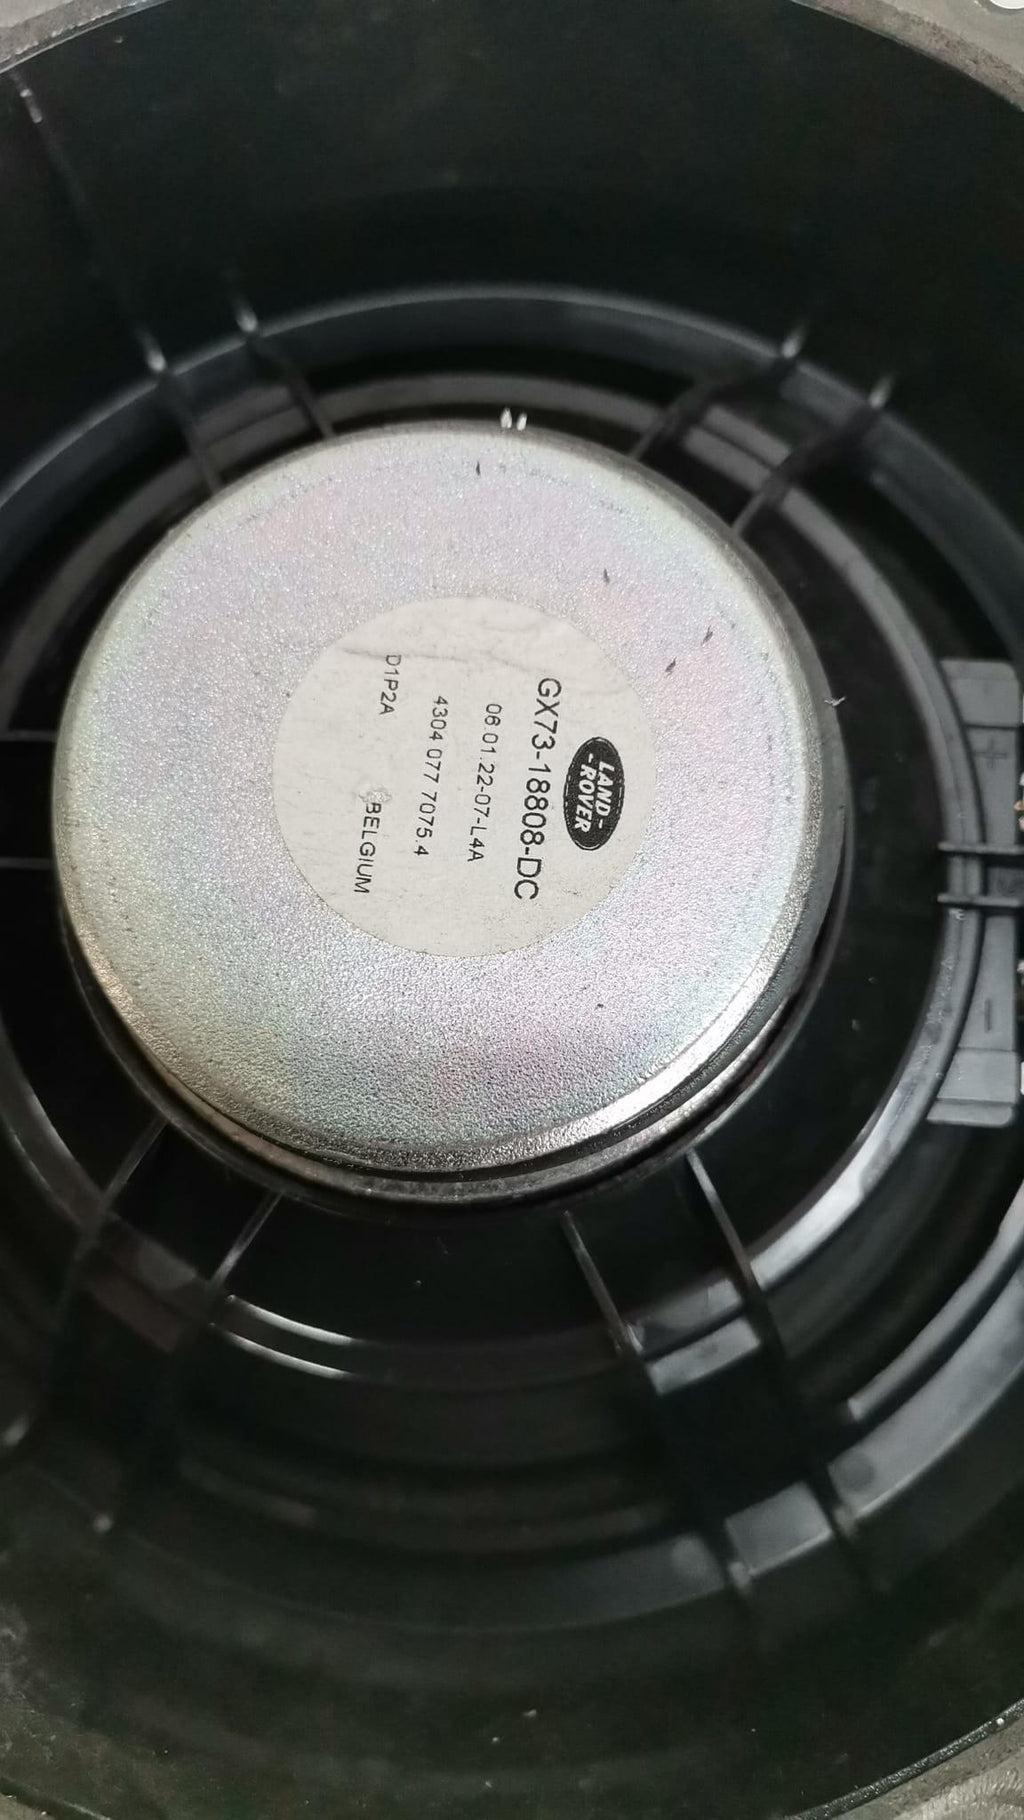 LAND-
-ROVER
GX73-18808-DC
06.01.22-07-L4A
4304 077 7075.4
D1P2A BELGIUM
+
-